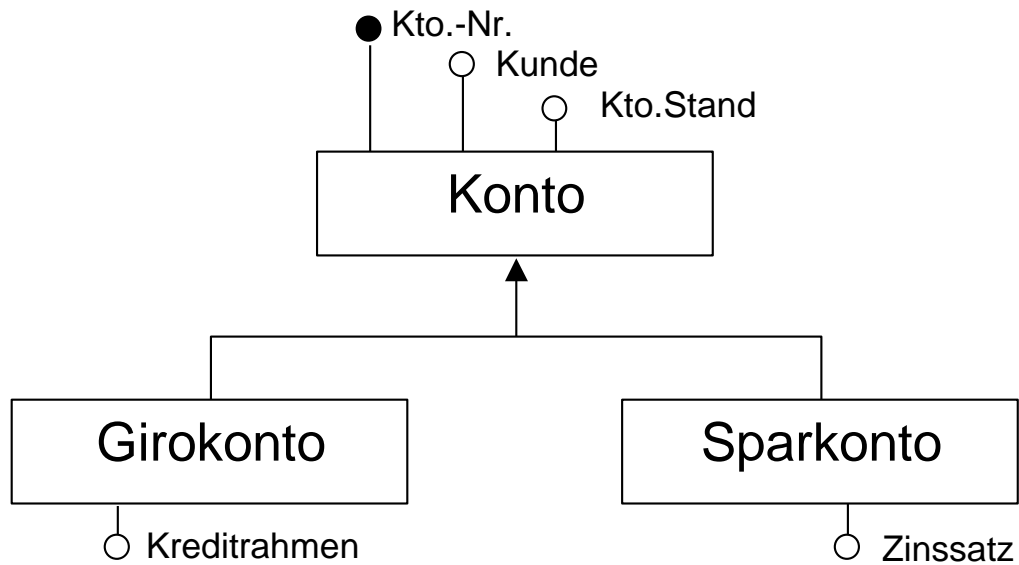 Kto.-Nr.
Kunde
Kto.Stand
Konto
Girokonto
Sparkonto
Kreditrahmen
Zinssatz